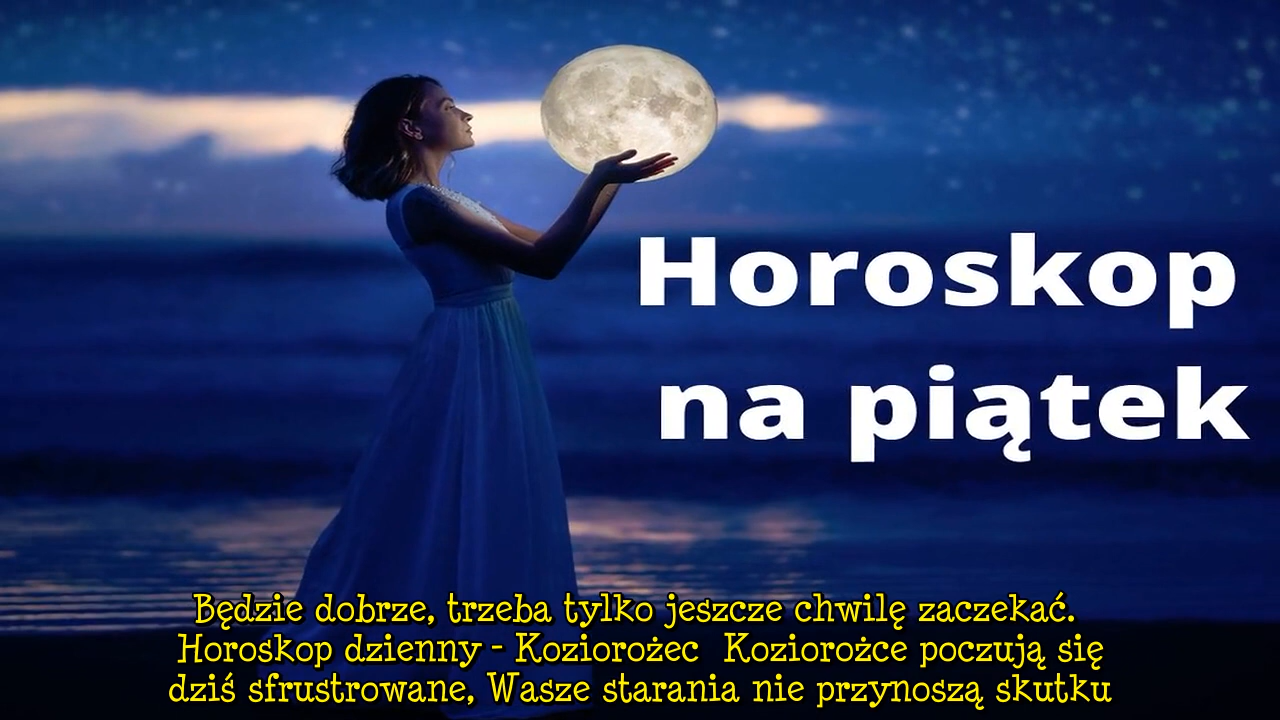 Horoskop
na piątek
Będzie dobrze, trzeba tylko jeszcze chwilę zaczekać.
Horoskop dzienny - Koziorożec  Koziorożce poczują się
dziś sfrustrowane, Wasze starania nie przynoszą skutku